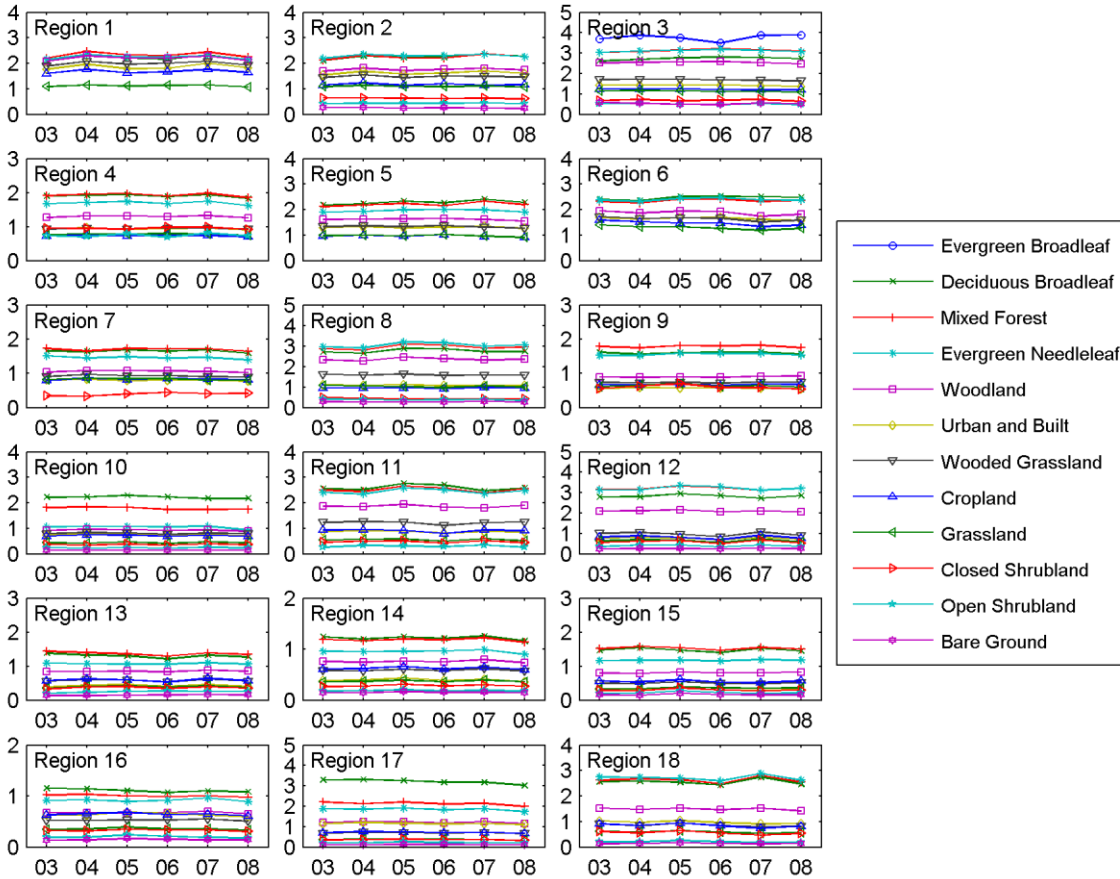 Region 1
4
3
2
1
0
03 04 05 06 07 08
Region 2
4
3
2
1
0
03 04 05 06 07 08
Region 3
5
4
3
2
1
0
03 04 05 06 07 08
Region 4
3
2
1
0
03 04 05 06 07 08
Region 5
4
3
2
1
0
03 04 05 06 07 08
Region 6
4
3
2
1
0
03 04 05 06 07 08
Region 7
3
2
1
0
03 04 05 06 07 08
Region 8
5
4
3
2
1
0
03 04 05 06 07 08
Region 9
3
2
1
0
03 04 05 06 07 08
Region 10
4
3
2
1
0
03 04 05 06 07 08
Region 11
4
3
2
1
0
03 04 05 06 07 08
Region 12
5
4
3
2
1
0
03 04 05 06 07 08
Region 13
3
2
1
0
03 04 05 06 07 08
Region 14
2
1
0
03 04 05 06 07 08
Region 15
3
2
1
0
03 04 05 06 07 08
Region 16
2
1
0
03 04 05 06 07 08
Region 17
5
4
3
2
1
0
03 04 05 06 07 08
Region 18
4
3
2
1
0
03 04 05 06 07 08
Evergreen Broadleaf
Deciduous Broadleaf
Mixed Forest
Evergreen Needleleaf
Woodland
Urban and Built
Wooded Grassland
Cropland
Grassland
Closed Shrubland
Open Shrubland
Bare Ground